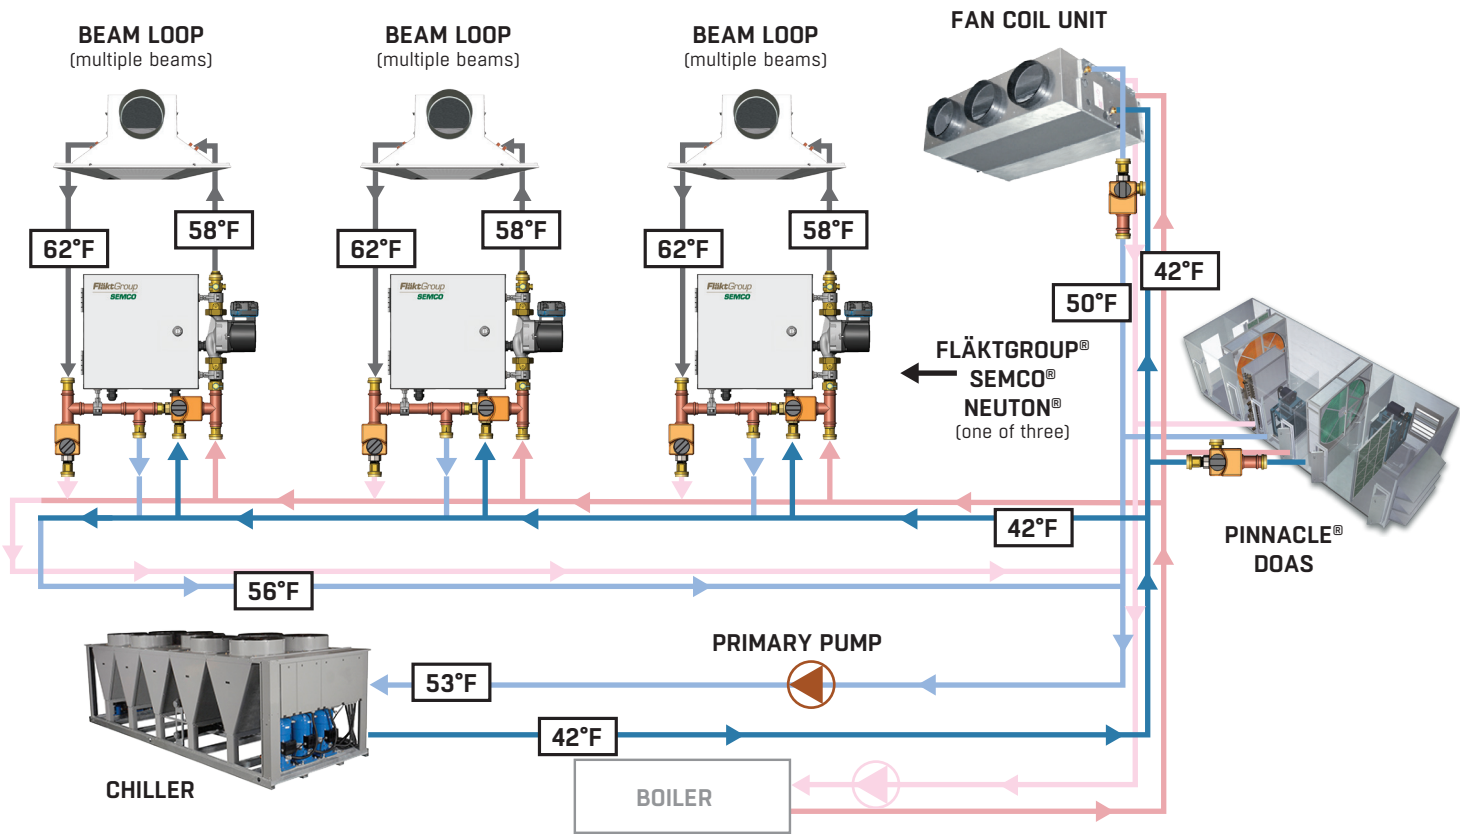 BEAM LOOP
(multiple beams)
BEAM LOOP
(multiple beams)
BEAM LOOP
(multiple beams)
FAN COIL UNIT
62°F
58°F
62°F
58°F
62°F
58°F
42°F
50°F
FläktGroup
SEMCO
FläktGroup
SEMCO
FläktGroup
SEMCO
FLÄKTGROUP®
SEMCO®
NEUTON®
(one of three)
42°F
PINNACLE®
DOAS
56°F
PRIMARY PUMP
53°F
42°F
CHILLER
BOILER